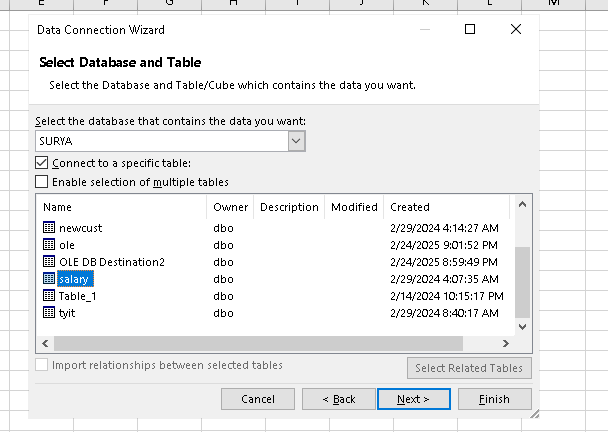 E F G H I J K L M
Data Connection Wizard
Select Database and Table
Select the Database and Table/Cube which contains the data you want.
Select the database that contains the data you want:
SURYA
Connect to a specific table:
Enable selection of multiple tables
Name Owner Description Modified Created
newcust dbo 2/29/2024 4:14:27 AM
ole dbo 2/24/2025 9:01:52 PM
OLE DB Destination2 dbo 2/24/2025 8:59:49 PM
salary dbo 2/29/2024 4:07:35 AM
Table_1 dbo 2/14/2024 10:15:17 PM
tyit dbo 2/29/2024 8:40:17 AM
Import relationships between selected tables
Select Related Tables
Cancel < Back Next > Finish